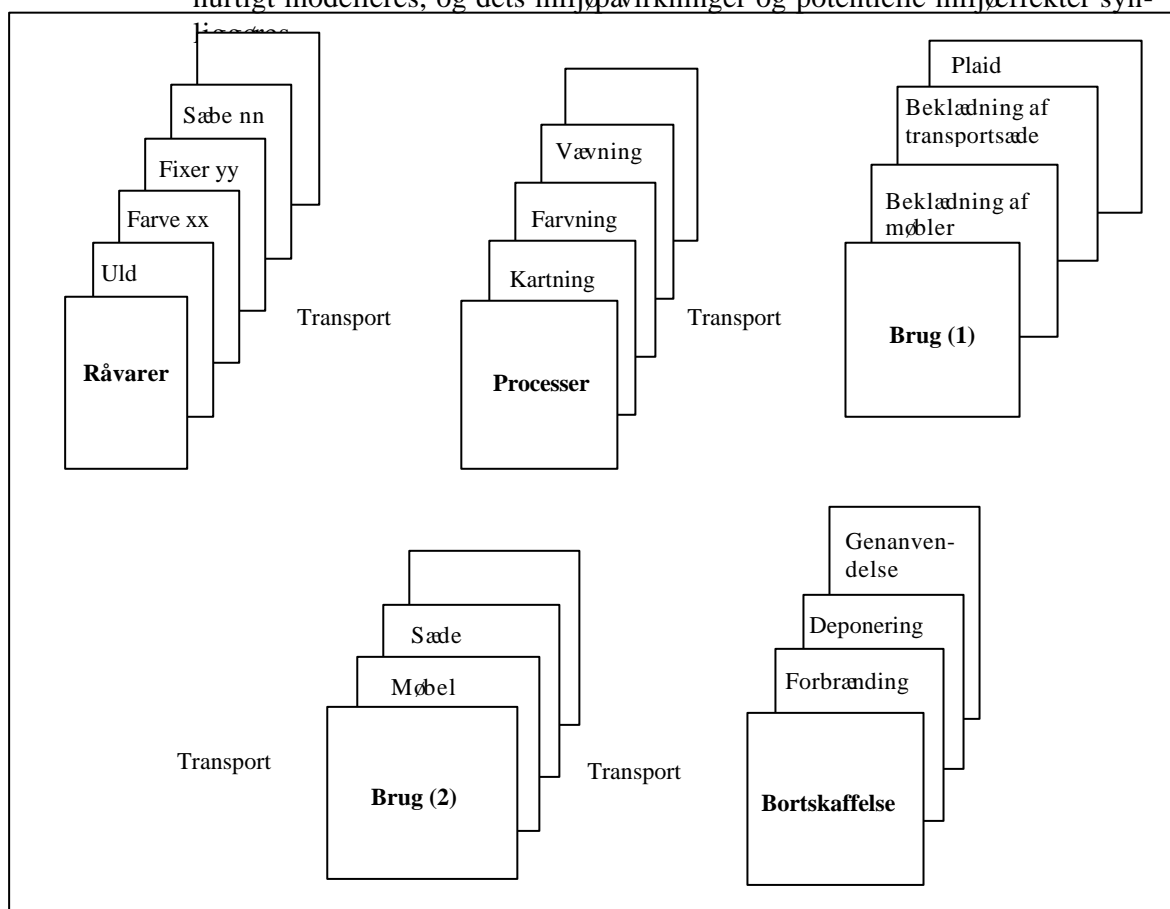 hurtigt modelleres, og dets miljøpåvirkninger og potentielle miljøeffekter syn-
Sæbe nn
Fixer yy
Farve xx
Uld
Råvarer
Transport
Vævning
Farvning
Kartning
Processer
Transport
Plaid
Beklædning af
transportsæde
Beklædning af
møbler
Brug (1)
Transport
Sæde
Møbel
Brug (2)
Transport
Genanven-
delse
Deponering
Forbrænding
Bortskaffelse